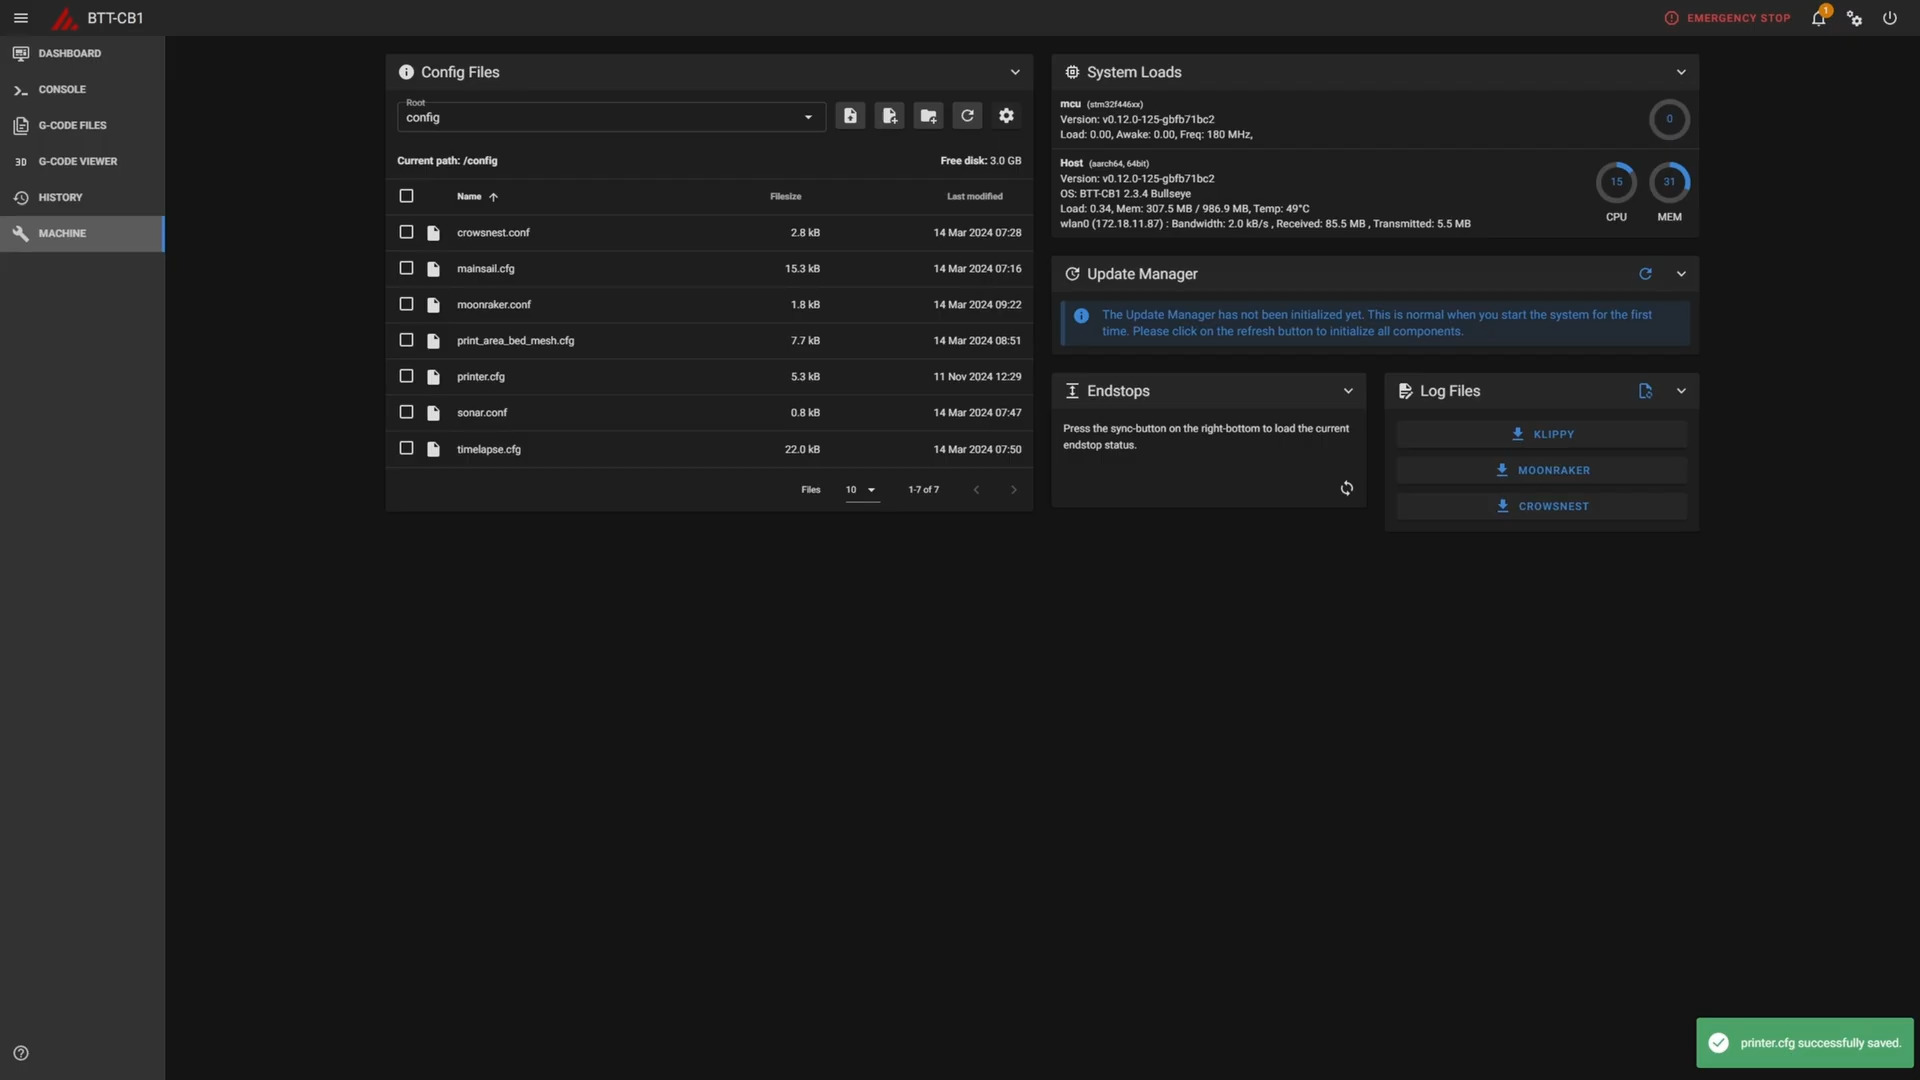 BTT-CB1
EMERGENCY STOP
1
DASHBOARD
CONSOLE
G-CODE FILES
3D G-CODE VIEWER
HISTORY
MACHINE
Config Files
Root
config
Current path: /config
Free disk: 3.0 GB
Name Filesize Last modified
crowsnest.conf 2.8 kB 14 Mar 2024 07:28
mainsail.cfg 15.3 kB 14 Mar 2024 07:16
moonraker.conf 1.8 kB 14 Mar 2024 09:22
print_area_bed_mesh.cfg 7.7 kB 14 Mar 2024 08:51
printer.cfg 5.3 kB 11 Nov 2024 12:29
sonar.conf 0.8 kB 14 Mar 2024 07:47
timelapse.cfg 22.0 kB 14 Mar 2024 07:50
Files 10 1-7 of 7
System Loads
mcu (stm32f446xx)
Version: v0.12.0-125-gbfb71bc2
Load: 0.00, Awake: 0.00, Freq: 180 MHz,
0
Host (aarch64, 64bit)
Version: v0.12.0-125-gbfb71bc2
OS: BTT-CB1 2.3.4 Bullseye
Load: 0.34, Mem: 307.5 MB / 986.9 MB, Temp: 49°C
wlan0 (172.18.11.87) : Bandwidth: 2.0 kB/s , Received: 85.5 MB , Transmitted: 5.5 MB
15 31
CPU MEM
Update Manager
The Update Manager has not been initialized yet. This is normal when you start the system for the first
time. Please click on the refresh button to initialize all components.
Endstops
Press the sync-button on the right-bottom to load the current
endstop status.
Log Files
KLIPPY
MOONRAKER
CROWSNEST
printer.cfg successfully saved.